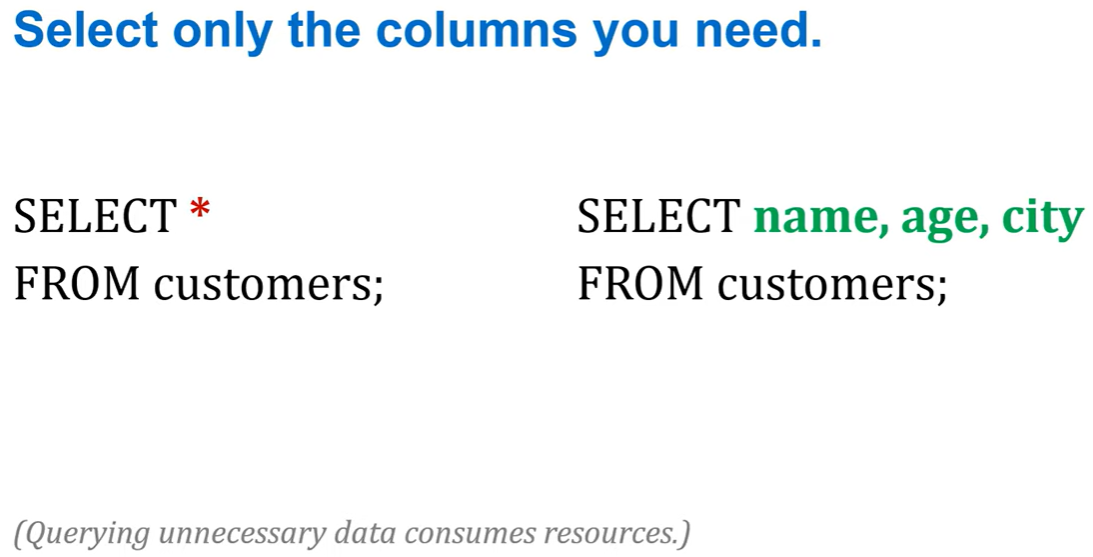 Select only the columns you need.
SELECT *
FROM customers;
SELECT name, age, city
FROM customers;
(Querying unnecessary data consumes resources.)